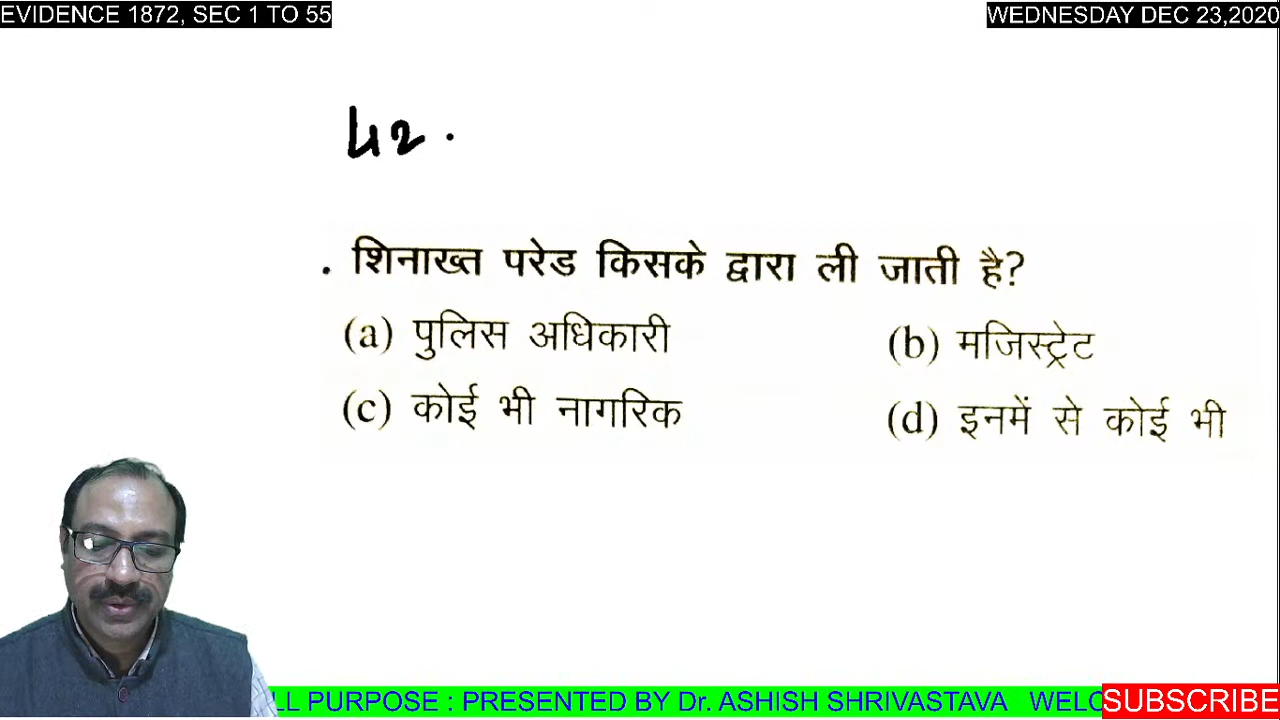 EVIDENCE 1872, SEC 1 TO 55
WEDNESDAY DEC 23,2020
42.
. शिनाख्त परेड किसके द्वारा ली जाती है?
(a) पुलिस अधिकारी
(b) मजिस्ट्रेट
(c) कोई भी नागरिक
(d) इनमें से कोई भी
LL PURPOSE : PRESENTED BY Dr. ASHISH SHRIVASTAVA WELC
SUBSCRIBE